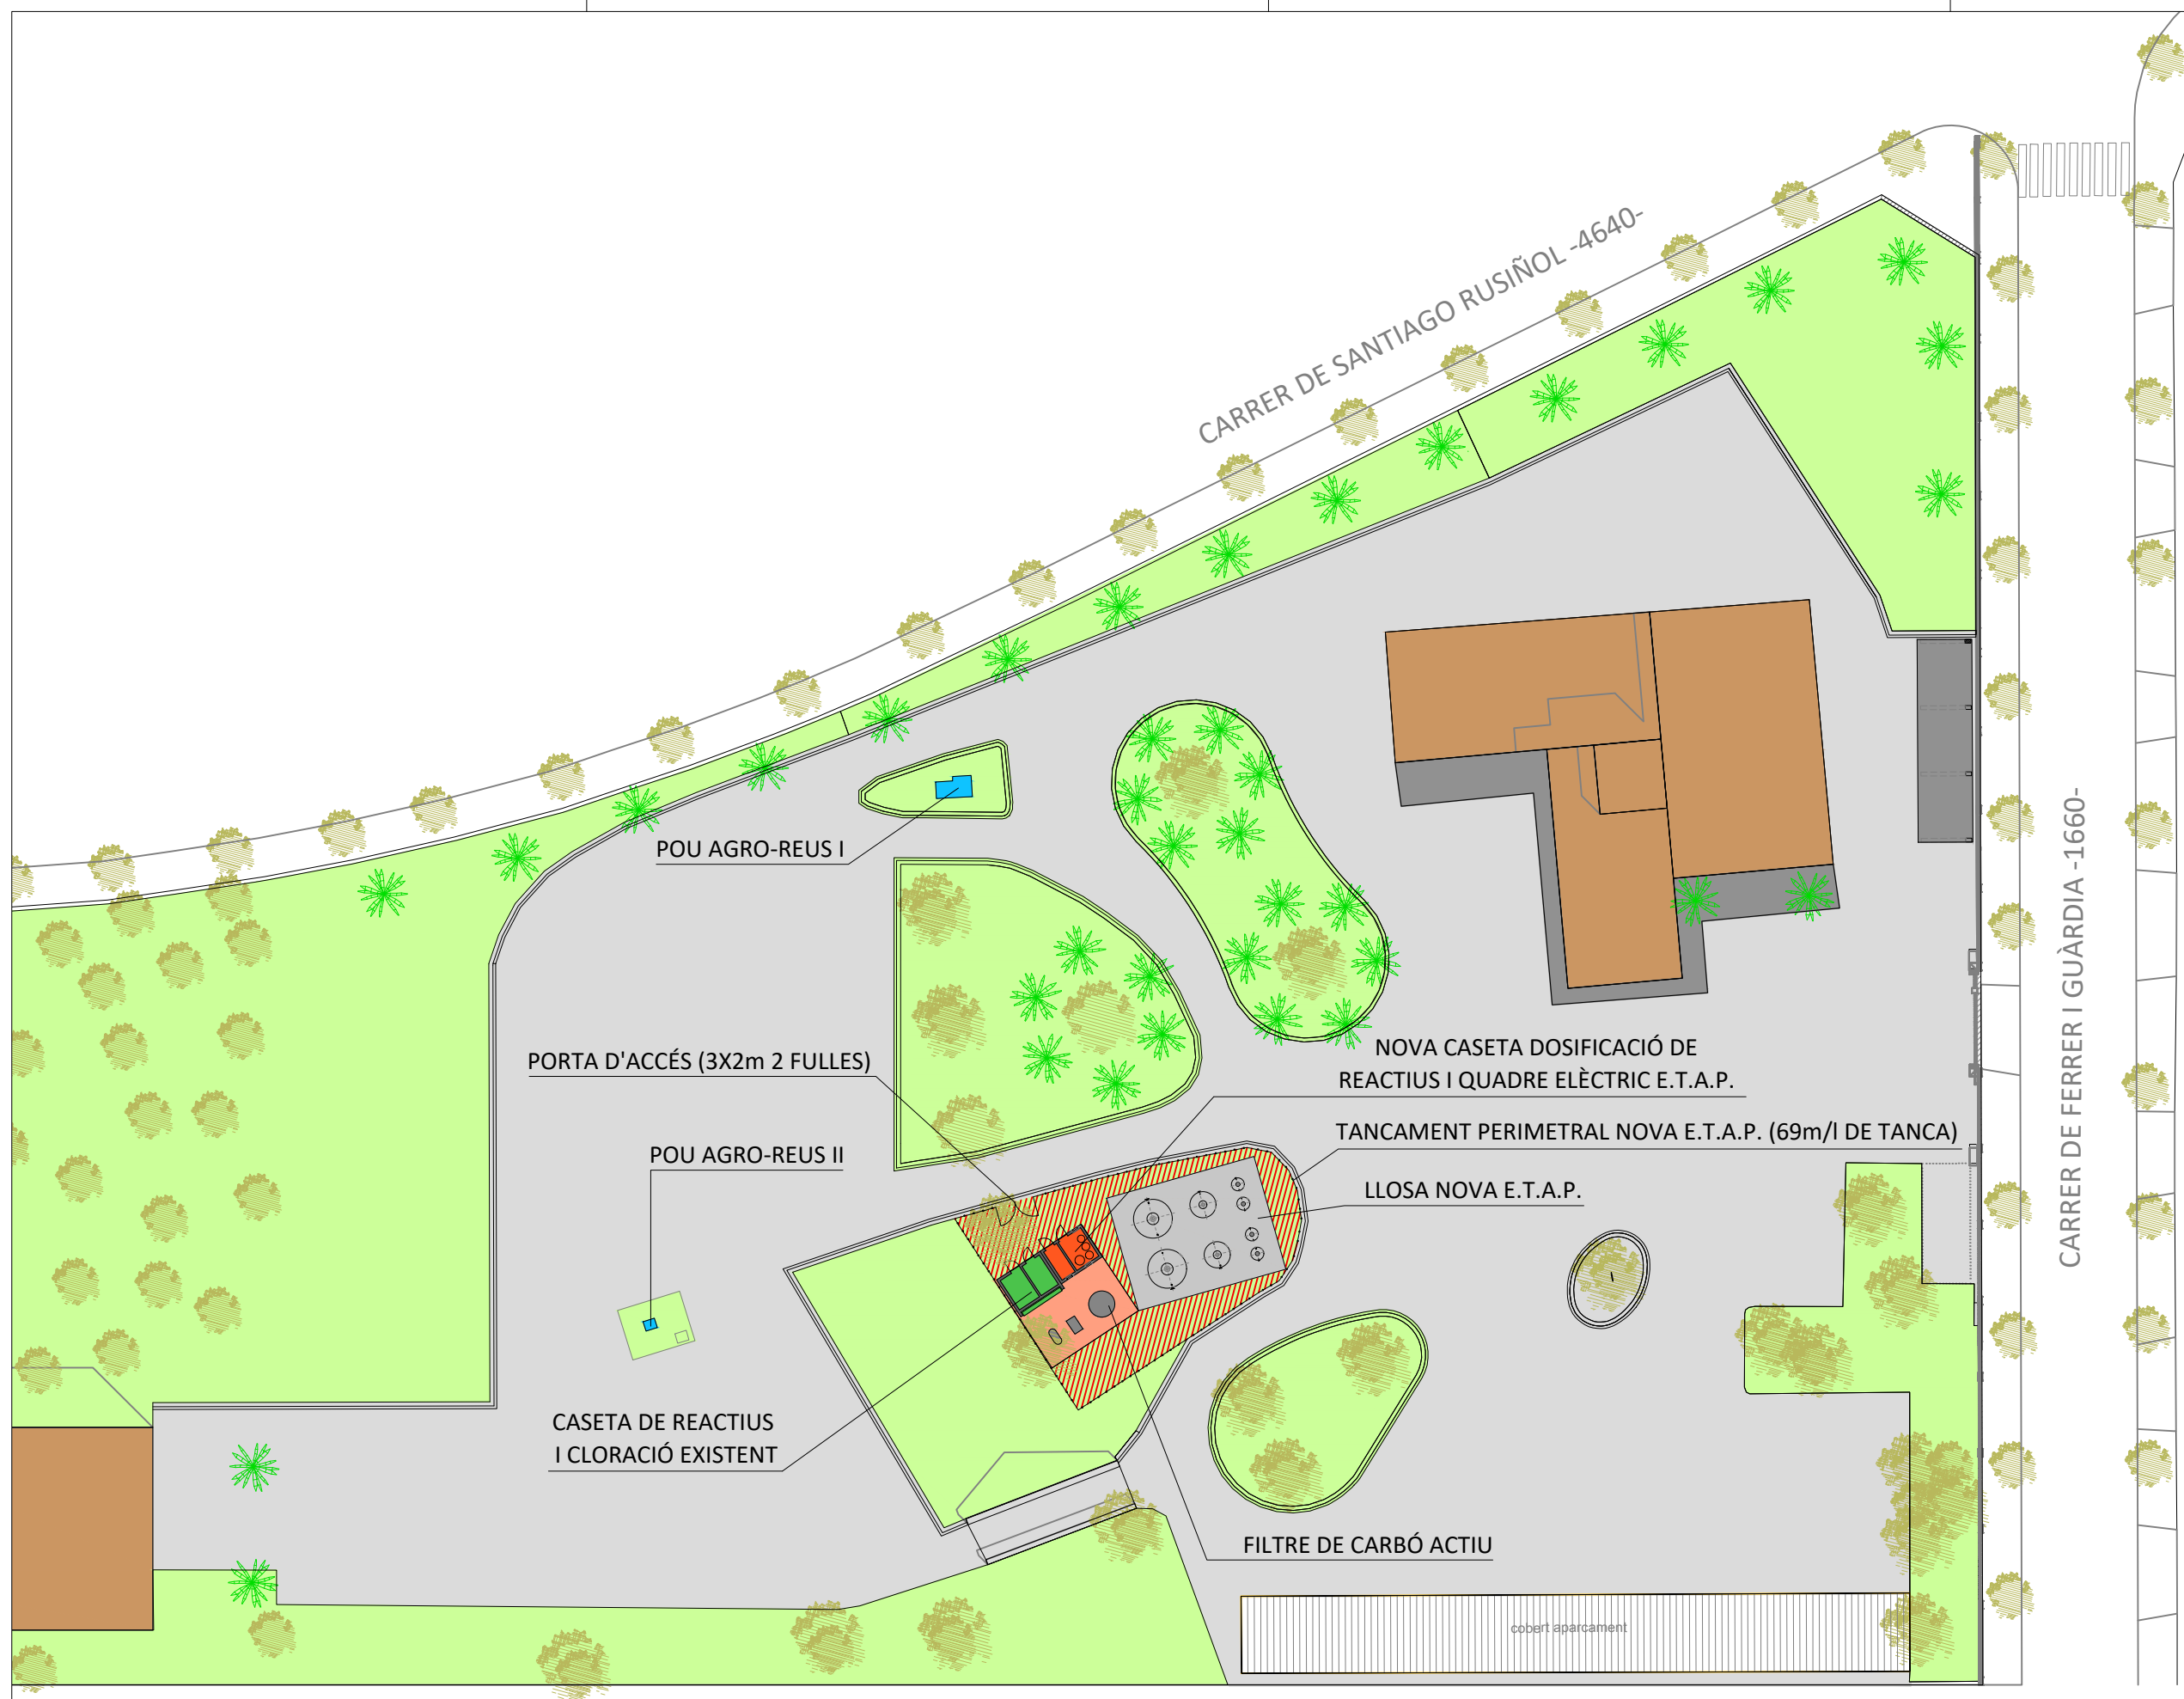 CARRER DE SANTIAGO RUSIÑOL -4640-
POU AGRO-REUS I
CARRER DE FERRER I GUÀRDIA -1660-
PORTA D'ACCÉS (3X2m 2 FULLES)
NOVA CASETA DOSIFICACIÓ DE
REACTIUS I QUADRE ELÈCTRIC E.T.A.P.
TANCAMENT PERIMETRAL NOVA E.T.A.P. (69m/l DE TANCA)
POU AGRO-REUS II
LLOSA NOVA E.T.A.P.
CASETA DE REACTIUS
I CLORACIÓ EXISTENT
FILTRE DE CARBÓ ACTIU
cobert aparcament